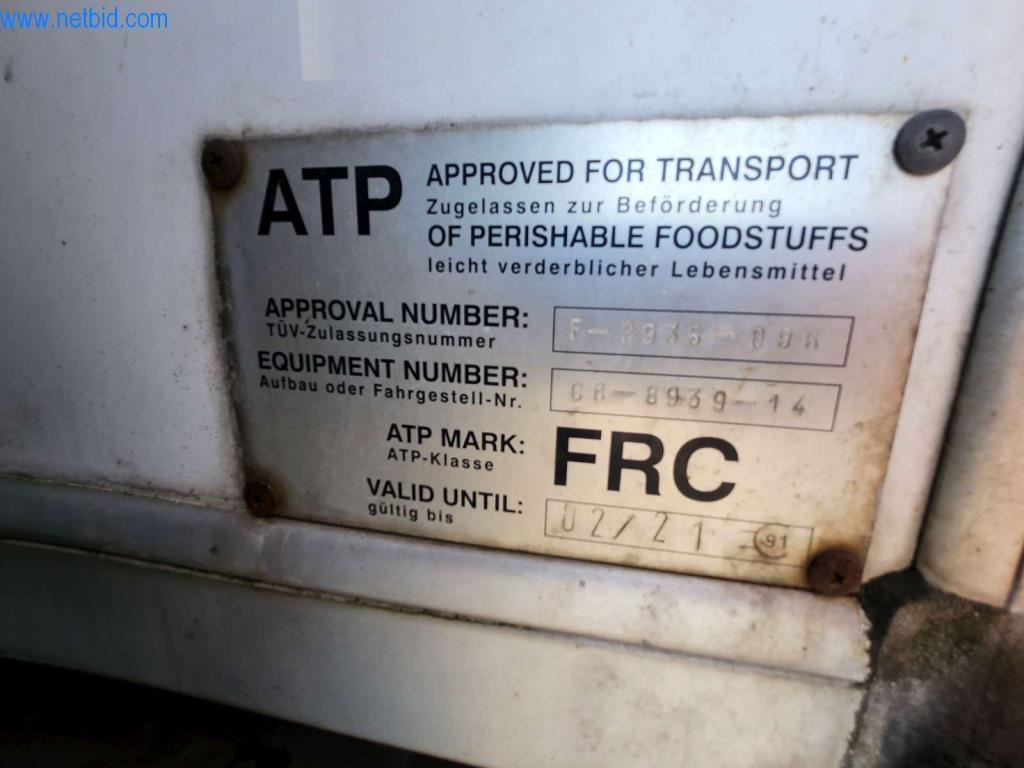 www.netbid.com
ATP APPROVED FOR TRANSPORT
Zugelassen zur Beförderung
OF PERISHABLE FOODSTUFFS
leicht verderblicher Lebensmittel
APPROVAL NUMBER:
TÜV-Zulassungsnummer
EQUIPMENT NUMBER:
Aufbau oder Fahrgestell-Nr.
ATP MARK: FRC
ATP-Klasse
VALID UNTIL: 02/21 91
gültig bis